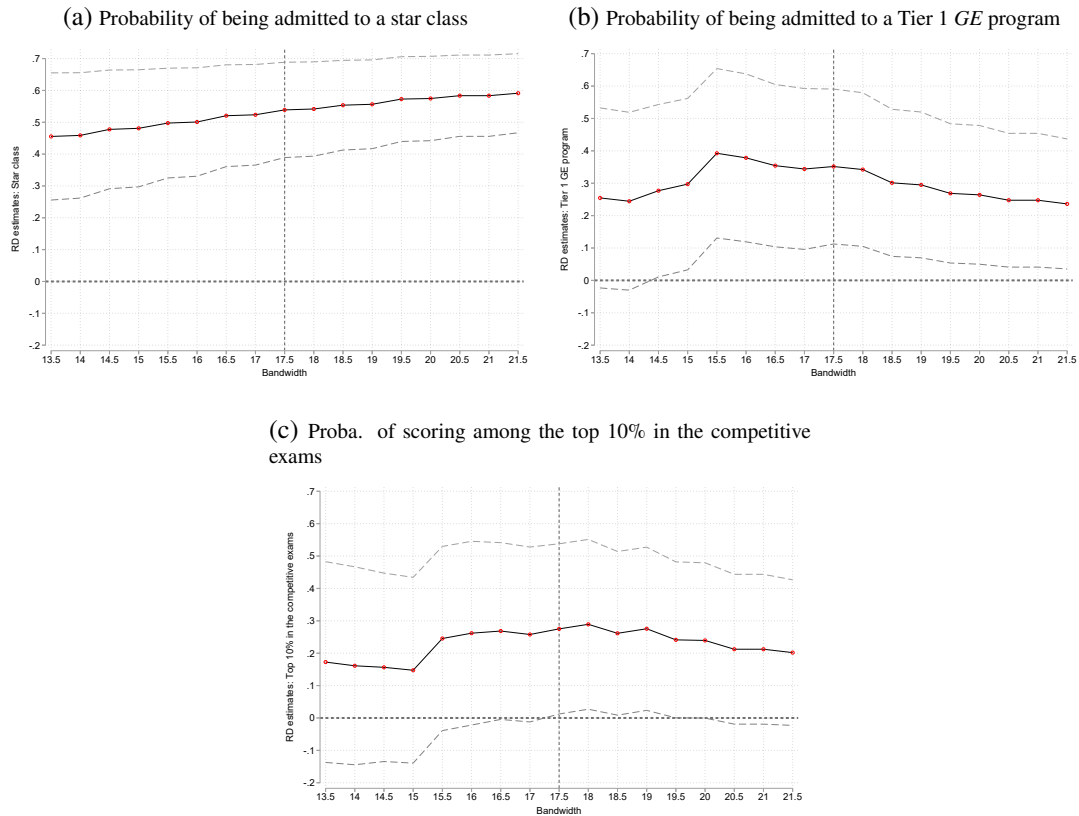 (a) Probability of being admitted to a star class
RD estimates: Star class
.7
.6
.5
.4
.3
.2
.1
0
-.1
-.2
13.5 14 14.5 15 15.5 16 16.5 17 17.5 18 18.5 19 19.5 20 20.5 21 21.5
Bandwidth
(b) Probability of being admitted to a Tier 1 GE program
RD estimates: Tier 1 GE program
.7
.6
.5
.4
.3
.2
.1
0
-.1
-.2
13.5 14 14.5 15 15.5 16 16.5 17 17.5 18 18.5 19 19.5 20 20.5 21 21.5
Bandwidth
(c) Proba. of scoring among the top 10% in the competitive
exams
RD estimates: Top 10% in the competitive exams
.7
.6
.5
.4
.3
.2
.1
0
-.1
-.2
13.5 14 14.5 15 15.5 16 16.5 17 17.5 18 18.5 19 19.5 20 20.5 21 21.5
Bandwidth